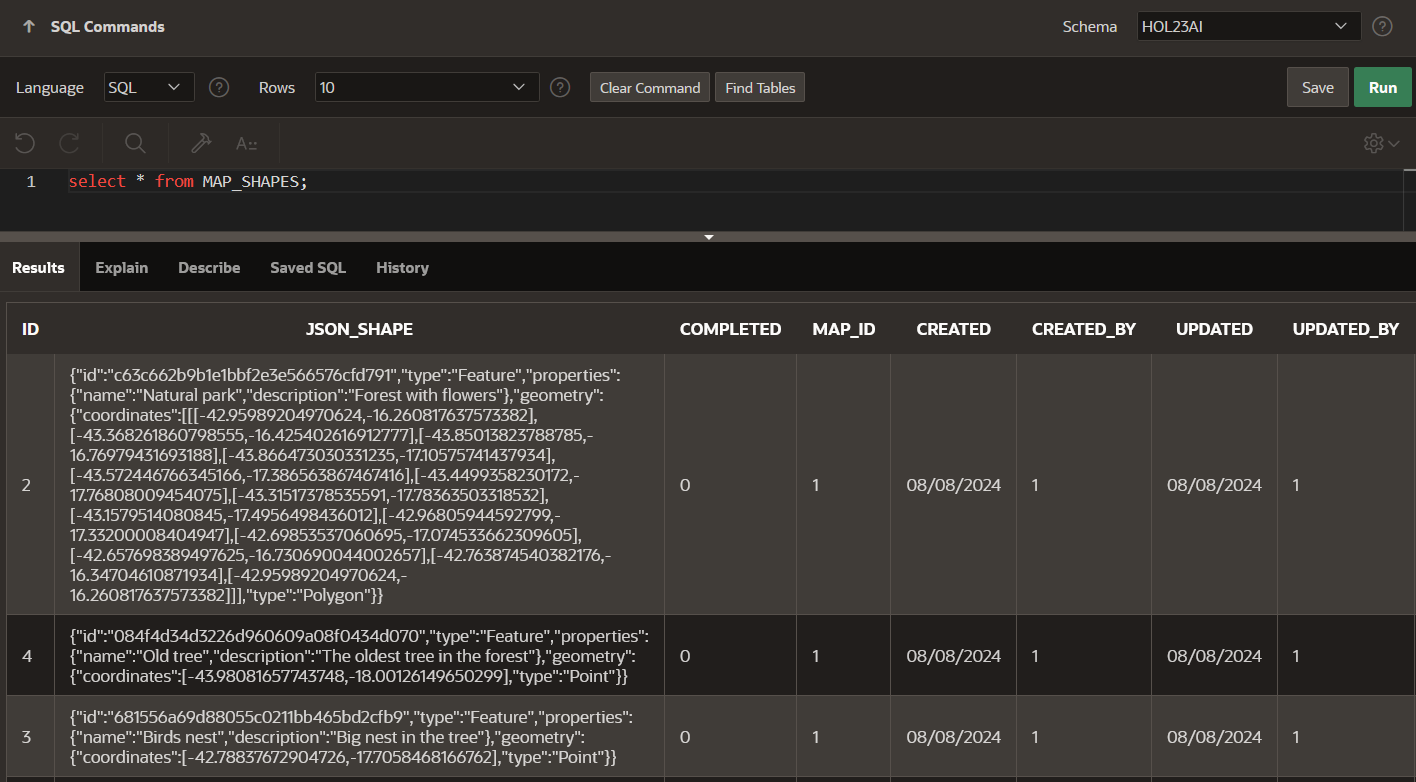 SQL Commands Schema HOL23AI
Language SQL Rows 10 Clear Command Find Tables Save Run
A::
1 select * from MAP_SHAPES;
Results Explain Describe Saved SQL History
ID JSON_SHAPE COMPLETED MAP_ID CREATED CREATED_BY UPDATED UPDATED_BY
{"id":"c63c662b9b1e1bbf2e3e566576cfd791","type":"Feature","properties":
{"name":"Natural park","description":"Forest with flowers"},"geometry":
{"coordinates":[[[-42.95989204970624,-16.260817637573382],
[-43.368261860798555,-16.425402616912777],[-43.85013823788785,-
16.76979431693188],[-43.866473030331235,-17.10575741437934],
[-43.572446766345166,-17.386563867467416],[-43.4499358230172,-
2 17.76808009454075],[-43.31517378535591,-17.78363503318532], 0 1 08/08/2024 1 08/08/2024 1
[-43.1579514080845,-17.4956498436012],[-42.96805944592799,-
17.33200008404947],[-42.69853537060695,-17.074533662309605],
[-42.657698389497625,-16.730690044002657],[-42.763874540382176,-
16.34704610871934],[-42.95989204970624,-
16.260817637573382]]],"type":"Polygon"}}
{"id":"084f4d34d3226d960609a08f0434d070","type":"Feature","properties":
4 {"name":"Old tree","description":"The oldest tree in the forest"},"geometry": 0 1 08/08/2024 1 08/08/2024 1
{"coordinates":[-43.98081657743748,-18.00126149650299],"type":"Point"}}
{"id":"681556a69d88055c0211bb465bd2cfb9","type":"Feature","properties":
3 {"name":"Birds nest","description":"Big nest in the tree"},"geometry": 0 1 08/08/2024 1 08/08/2024 1
{"coordinates":[-42.78837672904726,-17.7058468166762],"type":"Point"}}